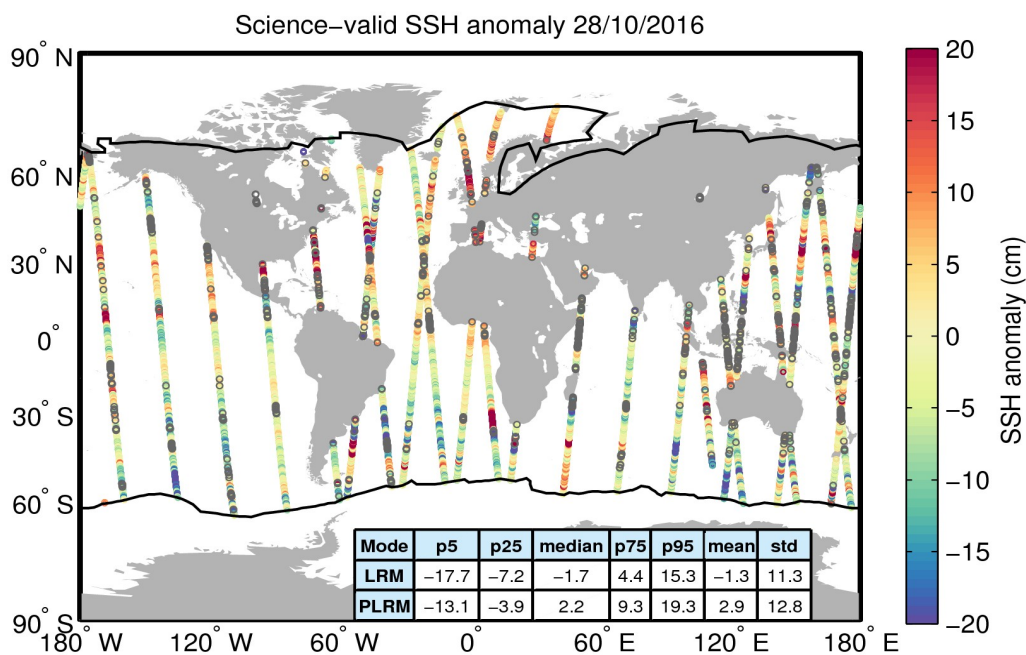 Science−valid SSH anomaly 28/10/2016
90° N
60° N
30° N
0°
30° S
60° S
90° S
180° W
120° W
60° W
0°
60° E
120° E
180° E
Mode p5 p25 median p75 p95 mean std
LRM −17.7 −7.2 −1.7 4.4 15.3 −1.3 11.3
PLRM −13.1 −3.9 2.2 9.3 19.3 2.9 12.8
20
15
10
5
0
−5
−10
−15
−20
SSH anomaly (cm)